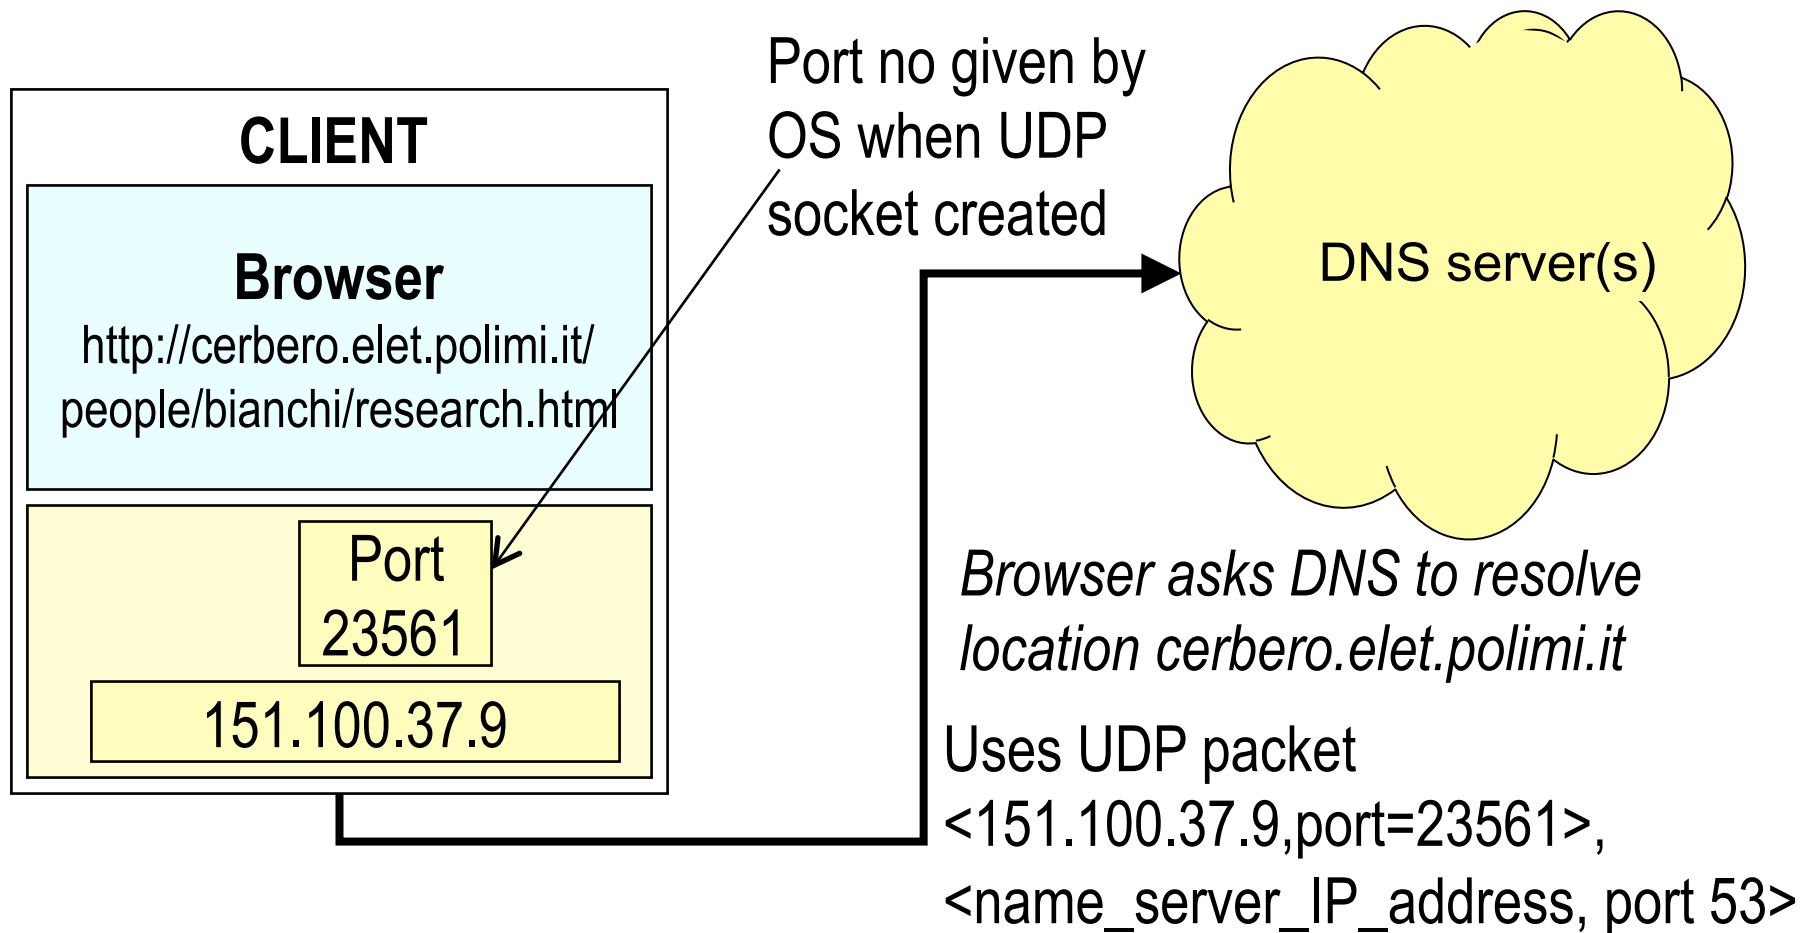 CLIENT
Browser
http://cerbero.elet.polimi.it/
people/bianchi/research.html
Port
23561
151.100.37.9
Port no given by
OS when UDP
socket created
DNS server(s)
Browser asks DNS to resolve
location cerbero.elet.polimi.it
Uses UDP packet
<151.100.37.9,port=23561>,
<name_server_IP_address, port 53>